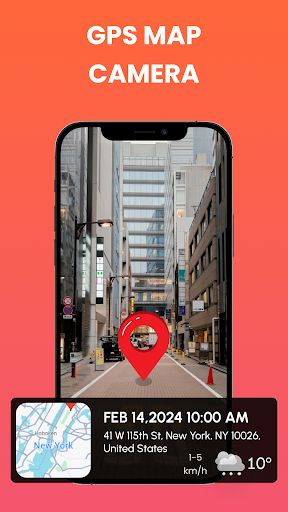 GPS MAP
CAMERA
FEB 14,2024 10:00 AM
41 W 115th St, New York, NY 10026,
United States
Hoboken
New York
1-5
km/h
10°